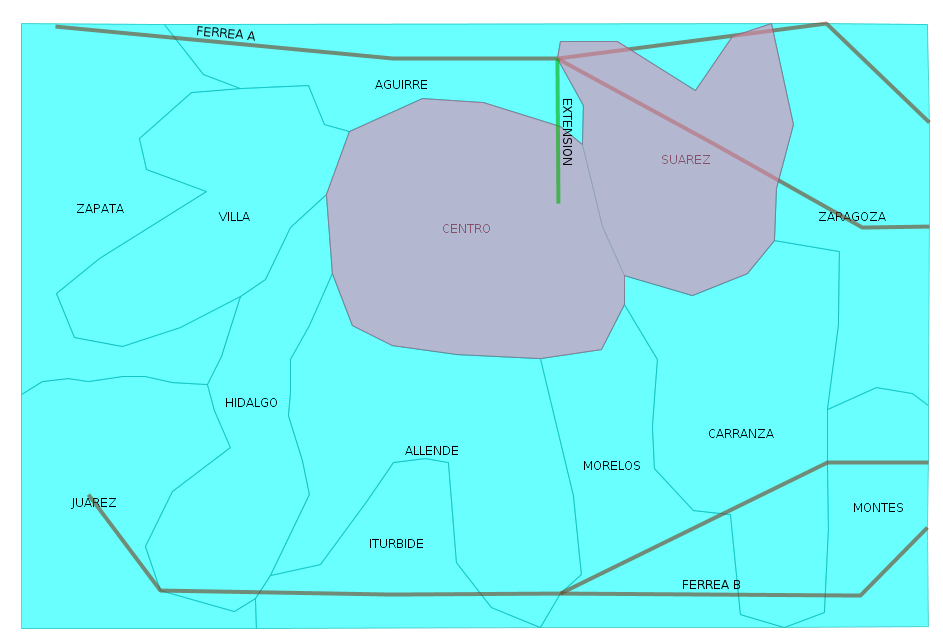 FERREA A
AGUIRRE
EXTENSION
SUAREZ
ZAPATA
VILLA
ZARAGOZA
CENTRO
HIDALGO
CARRANZA
ALLENDE
MORELOS
JUAREZ
MONTES
ITURBIDE
FERREA B